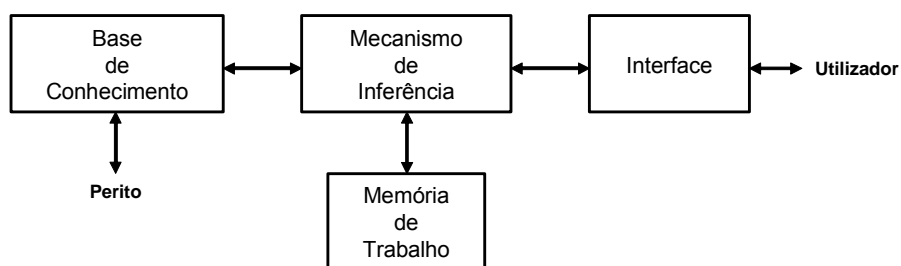 Base
de
Conhecimento
Mecanismo
de
Inferência
Interface
Utilizador
Perito
Memória
de
Trabalho